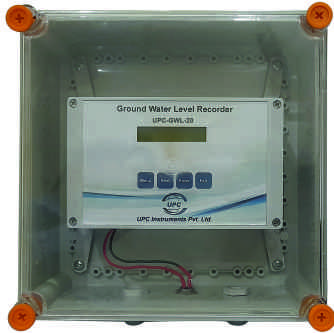 Ground Water Level Recorder
UPC-GWL-20
UPC
UPC Instruments Pvt. Ltd.